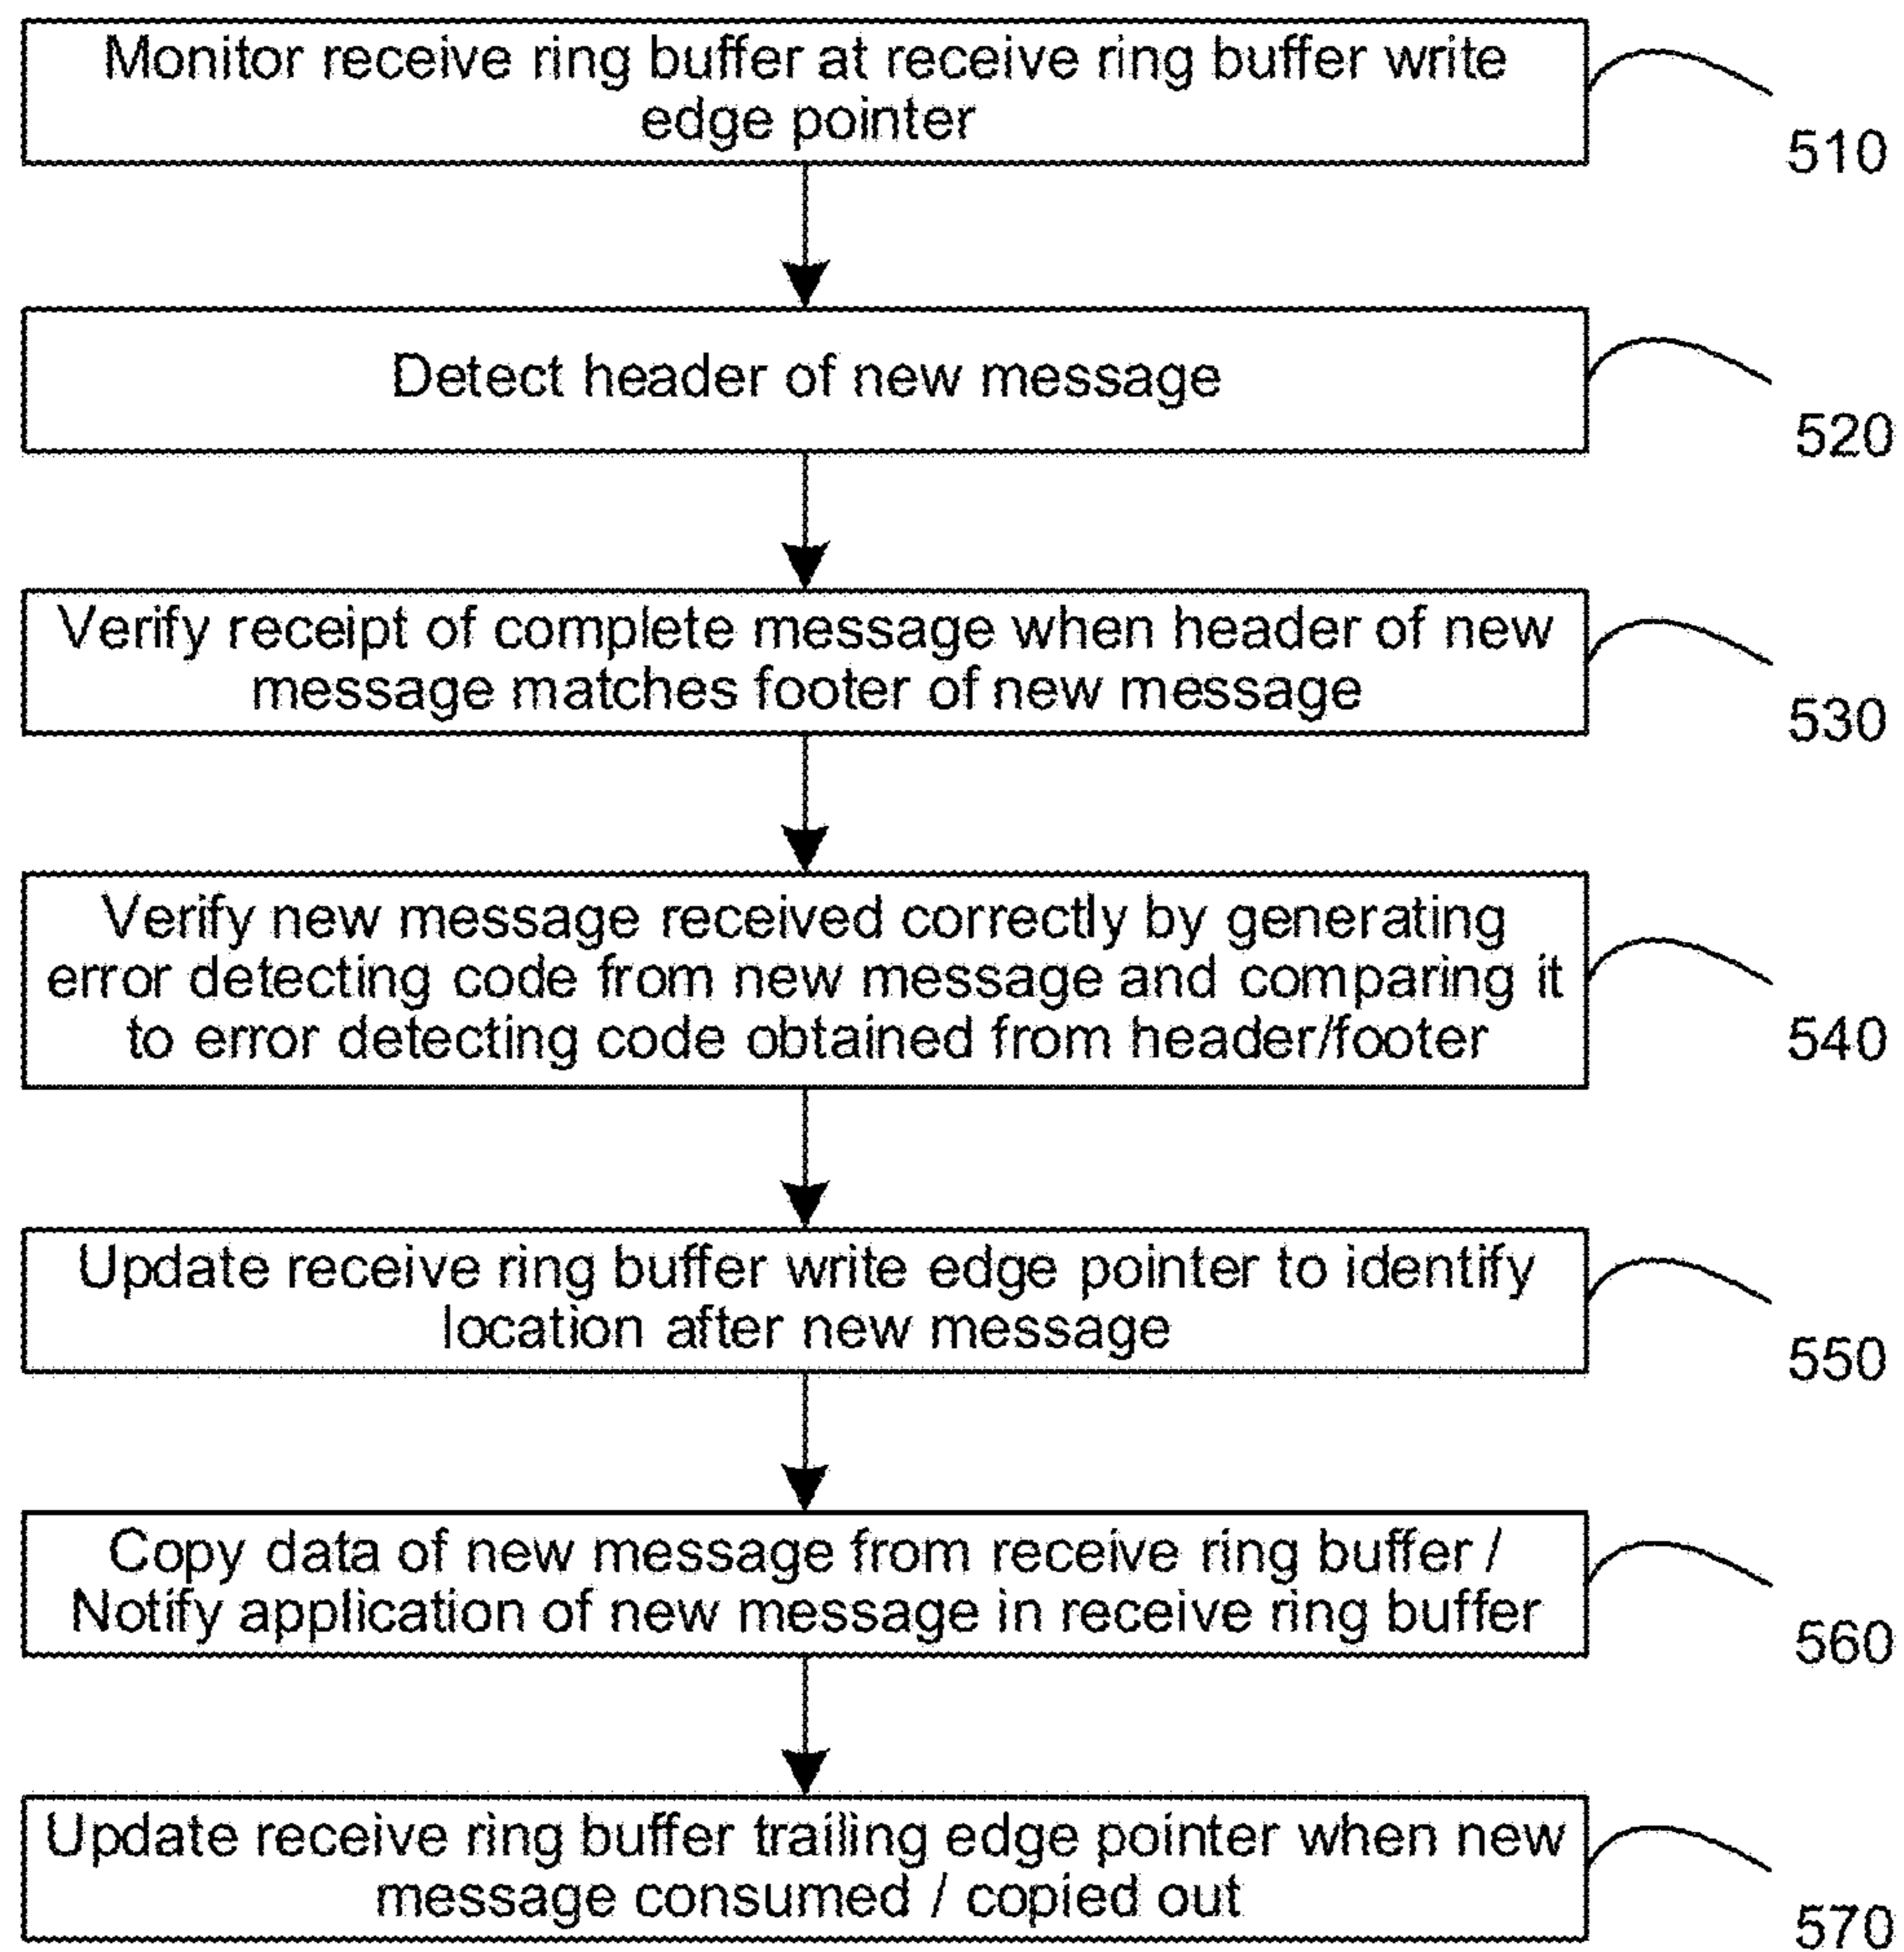 Monitor receive ring buffer at receive ring buffer write
edge pointer
510
Detect header of new message
520
Verify receipt of complete message when header of new
message matches footer of new message
530
Verify new message received correctly by generating
error detecting code from new message and comparing it
to error detecting code obtained from header/footer
540
Update receive ring buffer write edge pointer to identify
location after new message
550
Copy data of new message from receive ring buffer /
Notify application of new message in receive ring buffer
560
Update receive ring buffer trailing edge pointer when new
message consumed / copied out
570